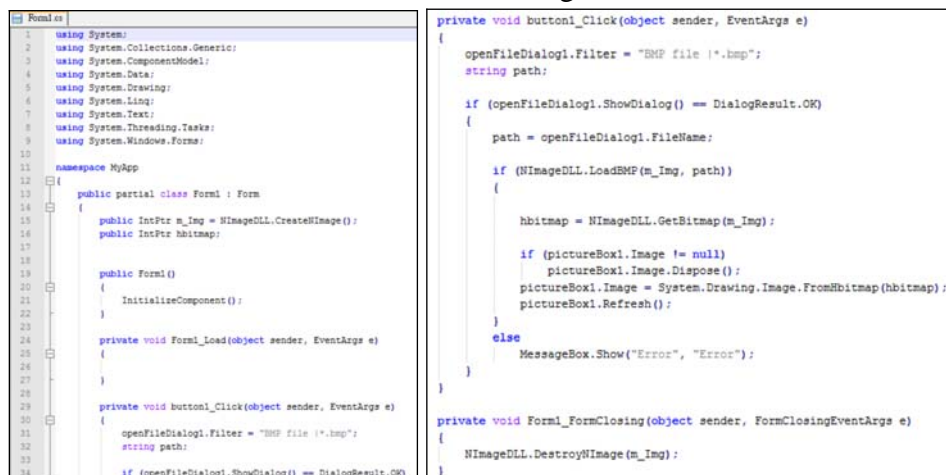 Form1.cs
1 using System;
2 using System.Collections.Generic;
3 using System.ComponentModel;
4 using System.Data;
5 using System.Drawing;
6 using System.Linq;
7 using System.Text;
8 using System.Threading.Tasks;
9 using System.Windows.Forms;
10
11 namespace MyApp
12 {
13 public partial class Form1 : Form
14 {
15 public IntPtr m_Img = NImageDLL.CreateNImage();
16 public IntPtr hbitmap;
17
18
19 public Form1()
20 {
21 InitializeComponent();
22 }
23
24 private void Form1_Load(object sender, EventArgs e)
25 {
26
27 }
28
29 private void button1_Click(object sender, EventArgs e)
30 {
31 openFileDialog1.Filter = "BMP file |*.bmp";
32 string path;
33
34 if (openFileDialog1.ShowDialog() == DialogResult.OK)
private void button1_Click(object sender, EventArgs e)
{
openFileDialog1.Filter = "BMP file |*.bmp";
string path;
if (openFileDialog1.ShowDialog() == DialogResult.OK)
{
path = openFileDialog1.FileName;
if (NImageDLL.LoadBMP(m_Img, path))
{
hbitmap = NImageDLL.GetBitmap(m_Img);
if (pictureBox1.Image != null)
pictureBox1.Image.Dispose();
pictureBox1.Image = System.Drawing.Image.FromHbitmap(hbitmap);
pictureBox1.Refresh();
}
else
MessageBox.Show("Error", "Error");
}
}
private void Form1_FormClosing(object sender, FormClosingEventArgs e)
{
NImageDLL.DestroyNImage(m_Img);
}